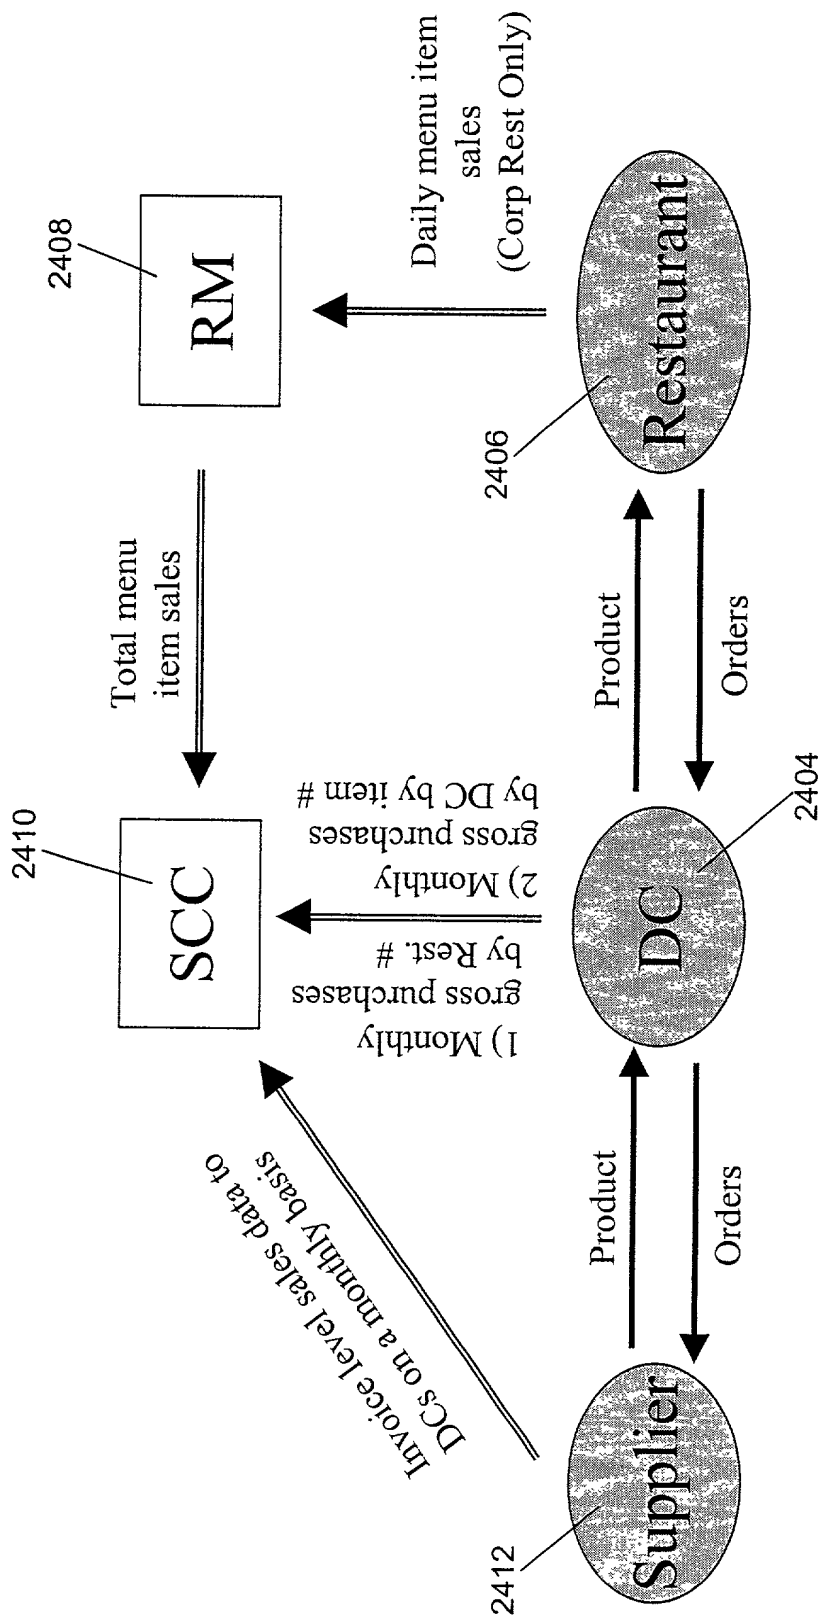 2410
SCC
Total menu
item sales
2408
RM
Invoice level sales data to
DCs on a monthly basis
1) Monthly
gross purchases
by Rest. #
2) Monthly
gross purchases
by DC by item #
Daily menu item
sales
(Corp Rest Only)
2412
Supplier
Product
Orders
DC
2404
Product
Orders
2406
Restaurant